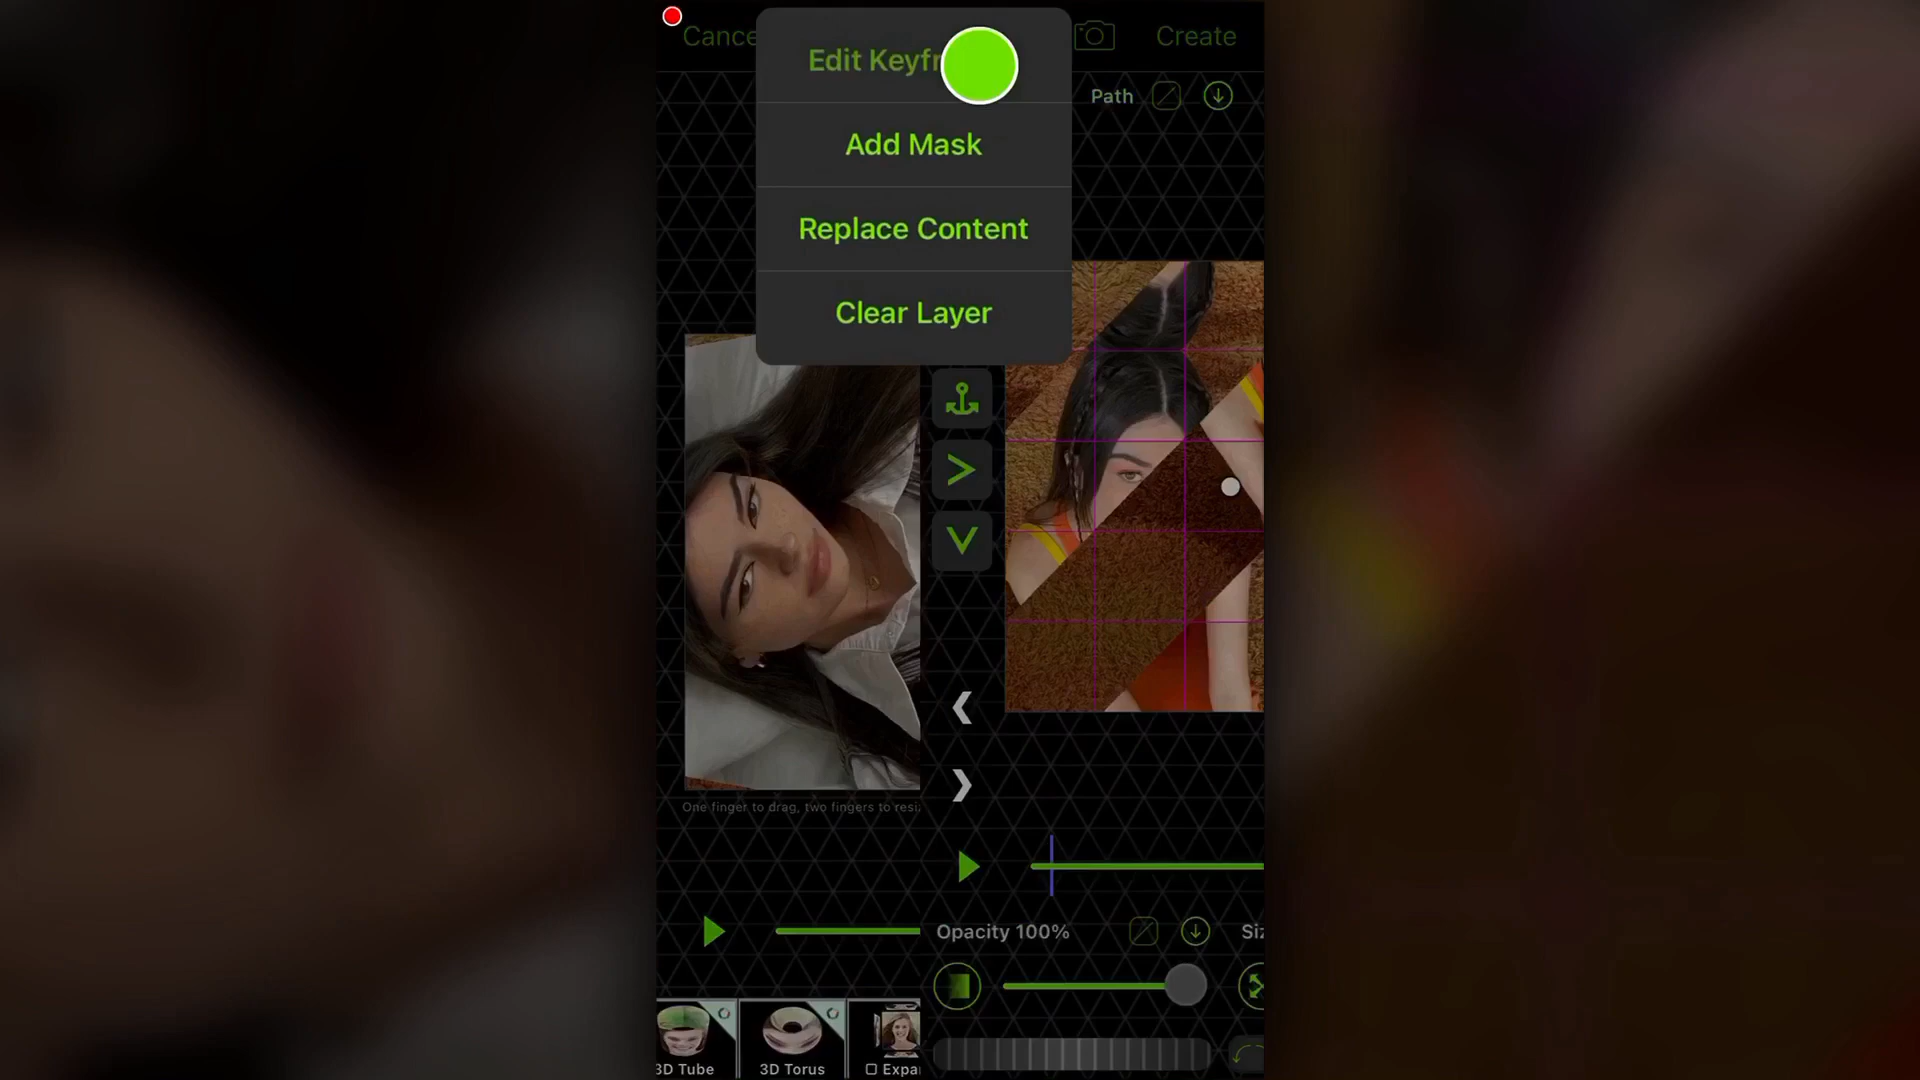 Cance
Edit Keyfr
Create
Path
Add Mask
Replace Content
Clear Layer
One finger to drag, two fingers to resi
Opacity 100%
Siz
3D Tube
3D Torus
Expa